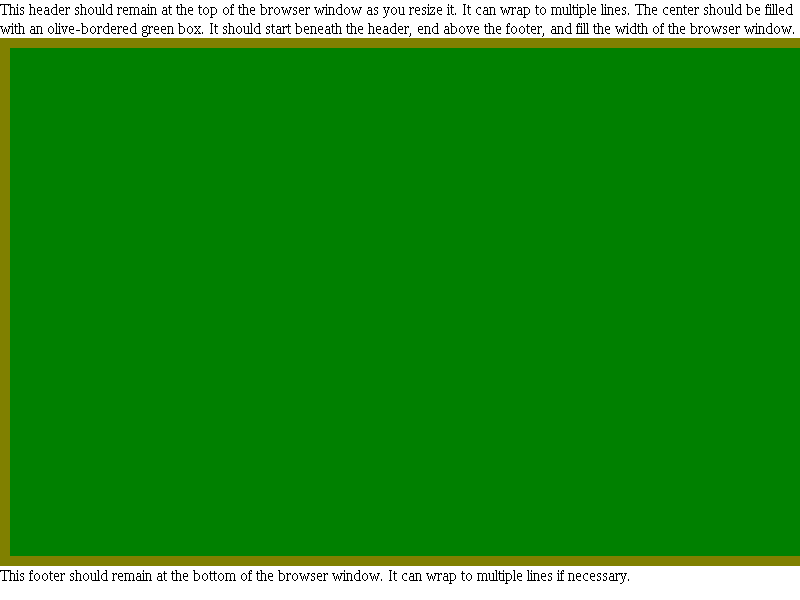 This header should remain at the top of the browser window as you resize it. It can wrap to multiple lines. The center should be filled
with an olive-bordered green box. It should start beneath the header, end above the footer, and fill the width of the browser window.
This footer should remain at the bottom of the browser window. It can wrap to multiple lines if necessary.